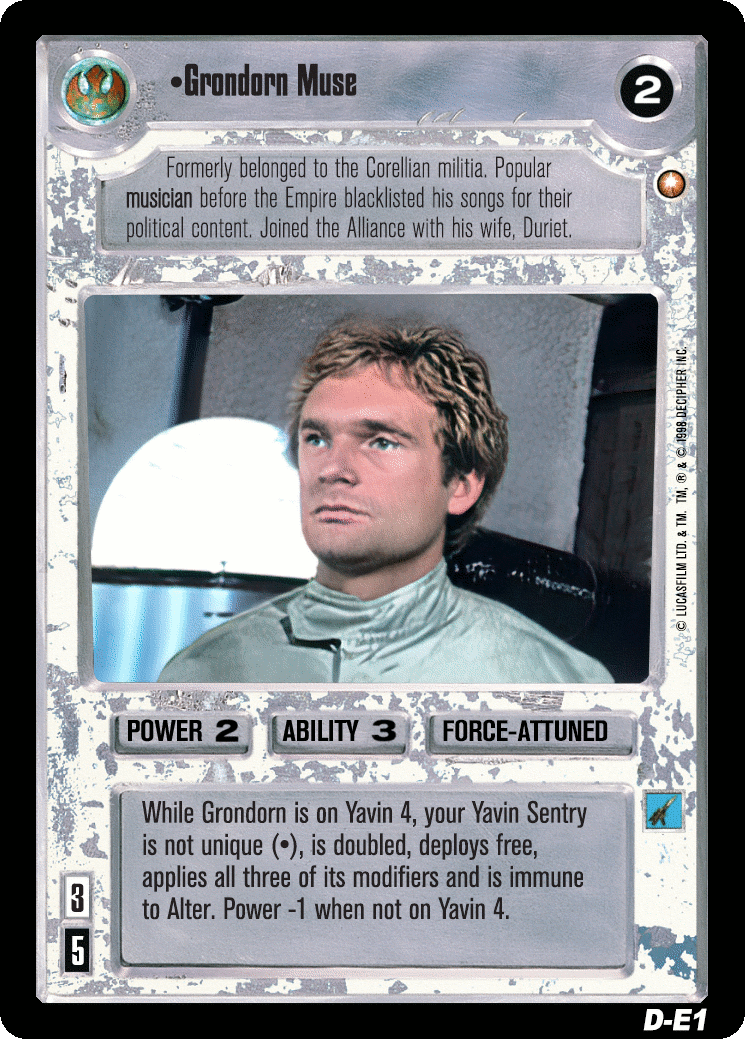 •Grondorn Muse
2
Formerly belonged to the Corellian militia. Popular
musician before the Empire blacklisted his songs for their
political content. Joined the Alliance with his wife, Duriet.
© LUCASFILM LTD. & TM. TM, ® & © 1998 DECIPHER INC.
POWER 2
ABILITY 3
FORCE-ATTUNED
While Grondorn is on Yavin 4, your Yavin Sentry
is not unique (•), is doubled, deploys free,
applies all three of its modifiers and is immune
to Alter. Power -1 when not on Yavin 4.
3
5
D-E1